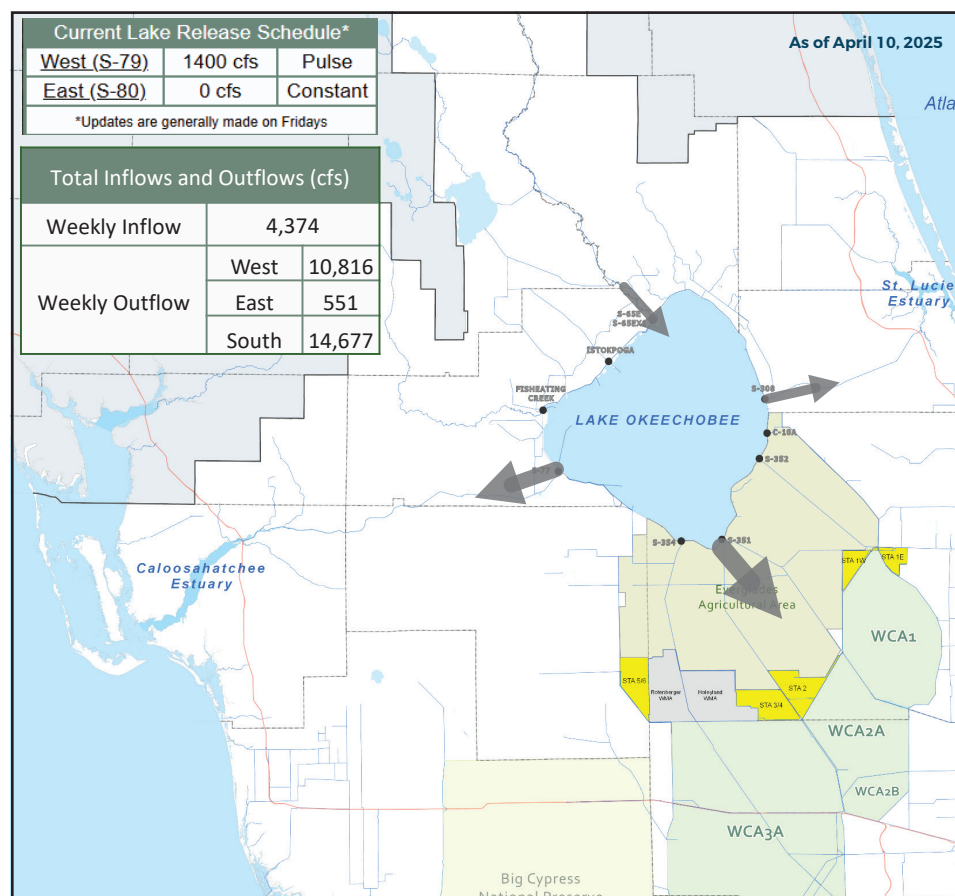 Current Lake Release Schedule*
West (S-79) 1400 cfs Pulse
East (S-80) 0 cfs Constant
*Updates are generally made on Fridays
As of April 10, 2025
Total Inflows and Outflows (cfs)
Weekly Inflow 4,374
Weekly Outflow
West 10,816
East 551
South 14,677
Atla
St. Lucie
Estuary
S-65E
S-65EX1
ISTOKPOGA
FISHEATING
CREEK
LAKE OKEECHOBEE
S-308
C-10A
S-352
S-77
S-354
S-351
Caloosahatchee
Estuary
Everglades
Agricultural Area
STA 1W
STA 1E
WCA1
STA 5/6
Rotenberger
WMA
Holeyland
WMA
STA 2
STA 3/4
WCA2A
WCA2B
WCA3A
Big Cypress
National Preserve